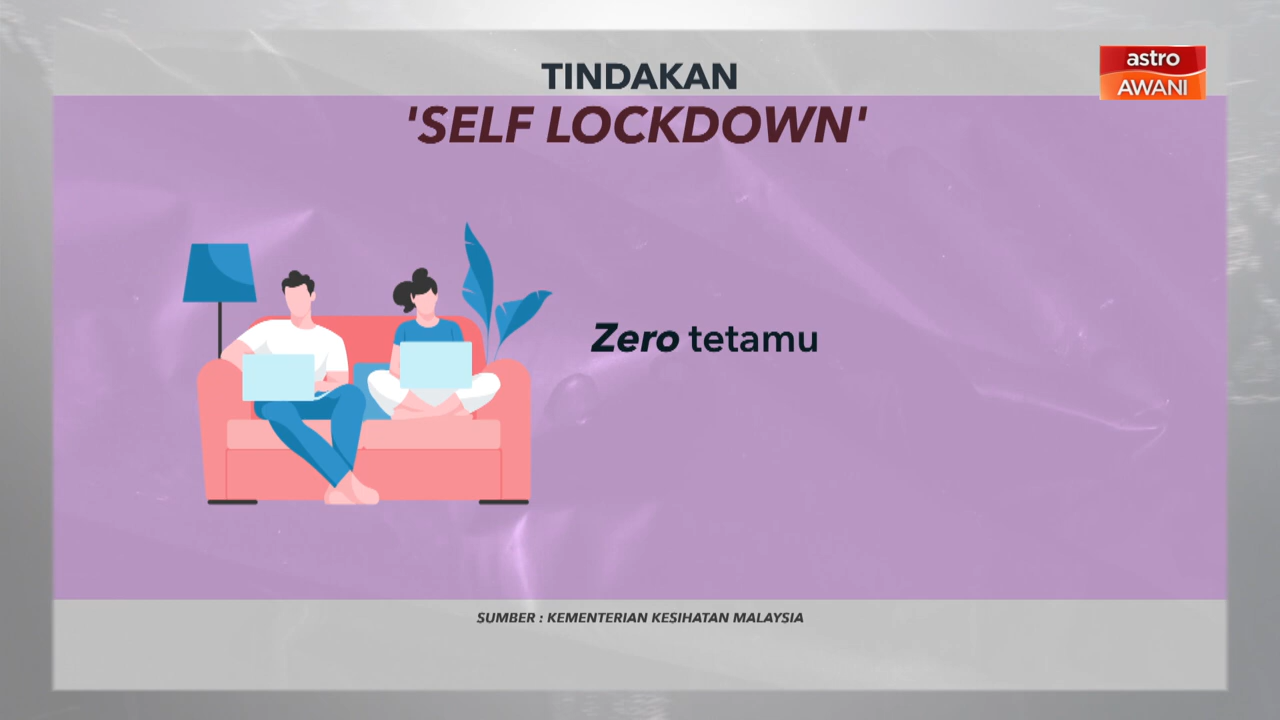 TINDAKAN
astro
AWANI
'SELF LOCKDOWN'
Zero tetamu
SUMBER : KEMENTERIAN KESIHATAN MALAYSIA